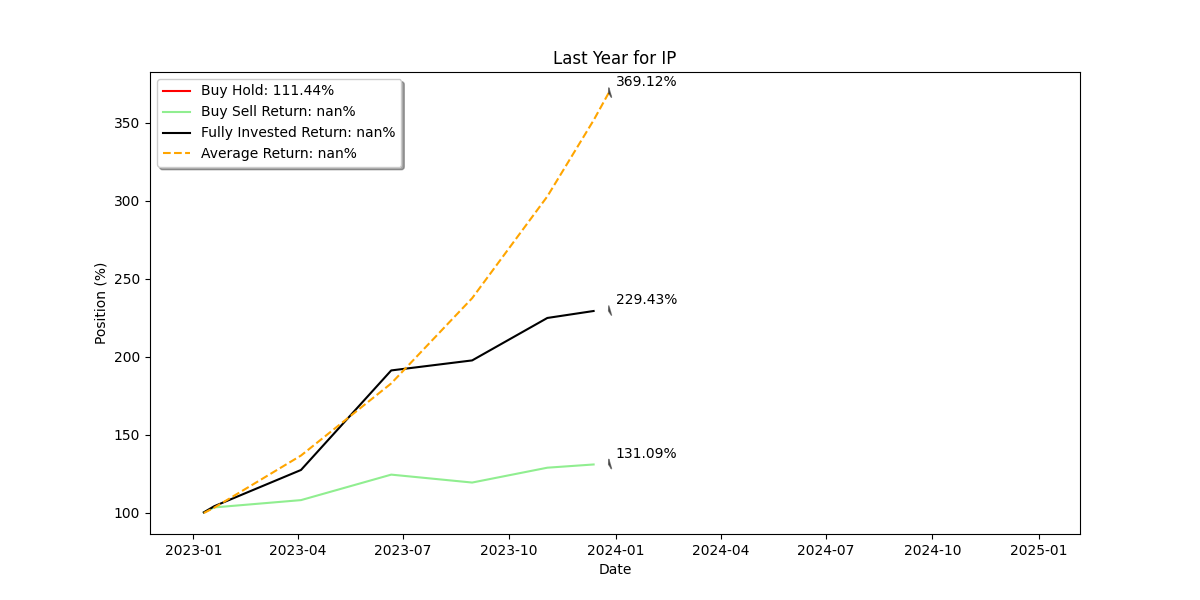 Last Year for IP
Buy Hold: 111.44%
Buy Sell Return: nan%
Fully Invested Return: nan%
Average Return: nan%
369.12%
229.43%
131.09%
350
300
250
200
150
100
Position (%)
2023-01 2023-04 2023-07 2023-10 2024-01 2024-04 2024-07 2024-10 2025-01
Date